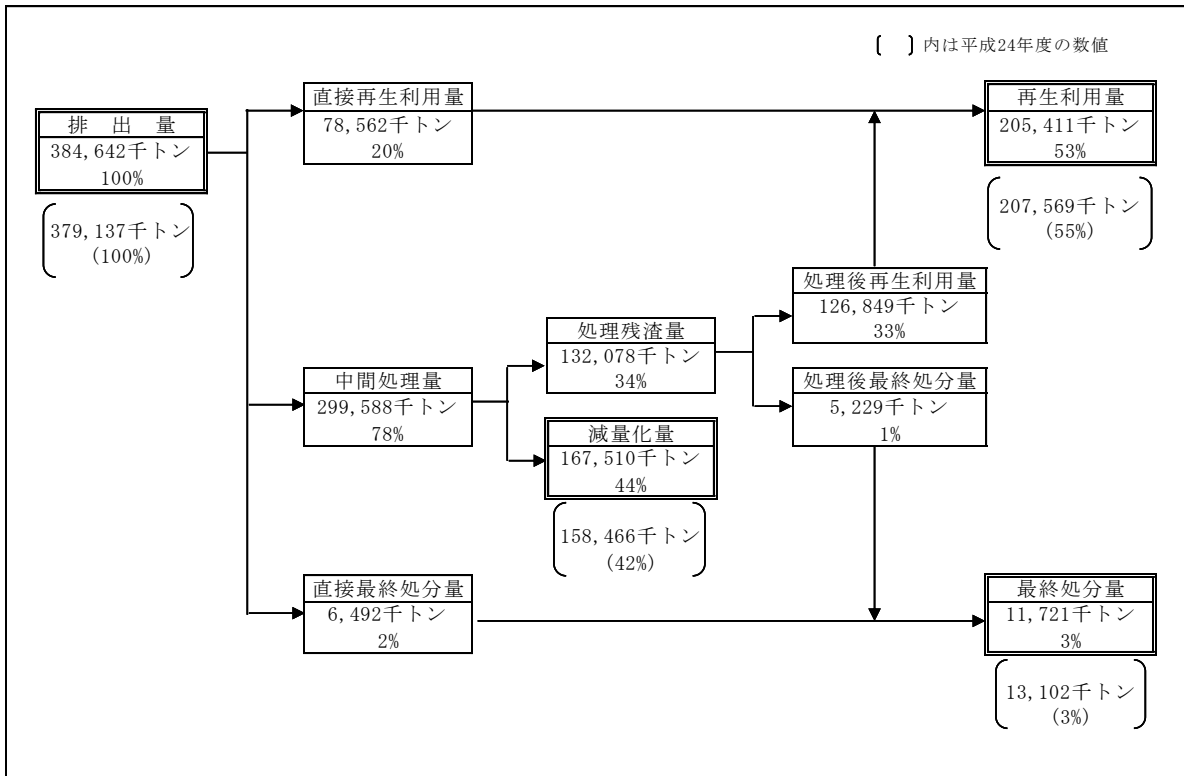 〔 〕内は平成24年度の数値
排 出 量
384,642千トン
100%
379,137千トン
(100%)
直接再生利用量
78,562千トン
20%
再生利用量
205,411千トン
53%
207,569千トン
(55%)
中間処理量
299,588千トン
78%
処理残渣量
132,078千トン
34%
減量化量
167,510千トン
44%
158,466千トン
(42%)
処理後再生利用量
126,849千トン
33%
処理後最終処分量
5,229千トン
1%
直接最終処分量
6,492千トン
2%
最終処分量
11,721千トン
3%
13,102千トン
(3%)